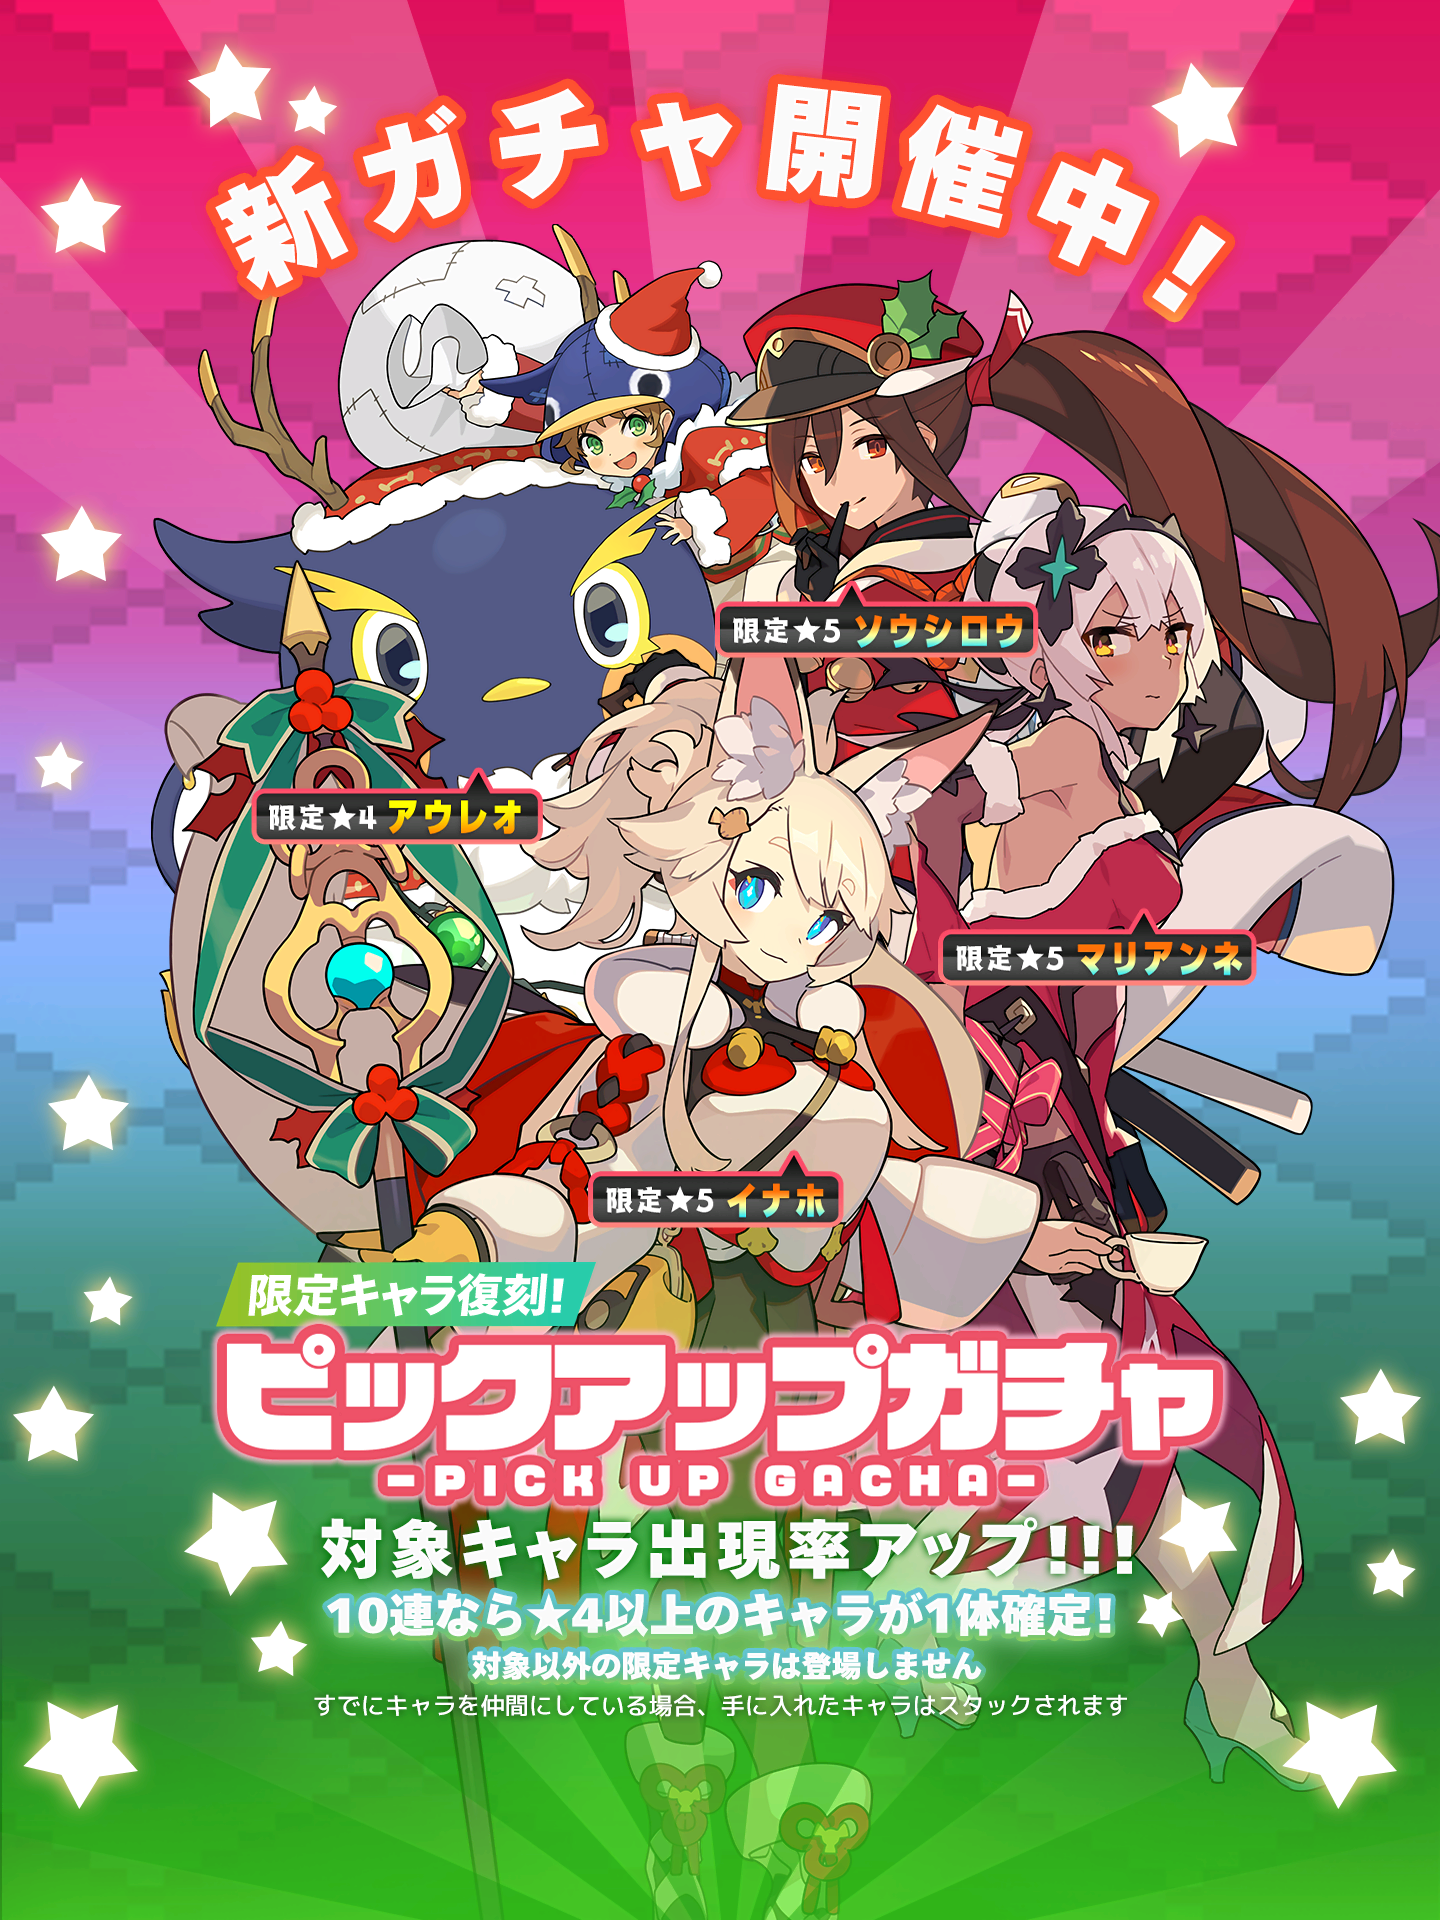 新ガチャ開催中!
限定★5 ソウシロウ
限定★4 アウレオ
限定★5 マリアンネ
限定★5 イナホ
限定キャラ復刻!
ピックアップガチャ
-PICK UP GACHA-
対象キャラ出現率アップ!!!
10連なら★4以上のキャラが1体確定!
対象以外の限定キャラは登場しません
すでにキャラを仲間にしている場合、手に入れたキャラはスタックされます